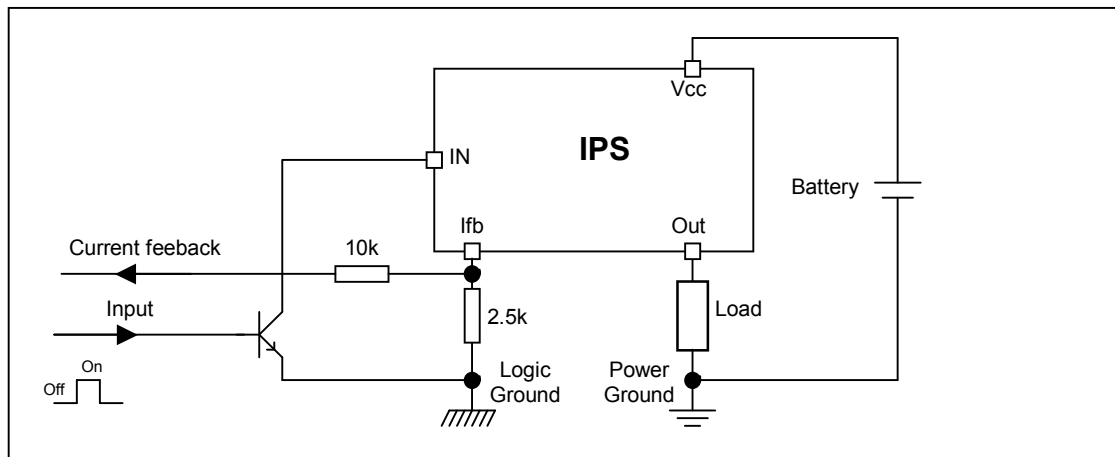 Vcc
IPS
IN
Battery
Ifb
Out
Current feeback
10k
Input
2.5k
Load
On
Off
Logic
Ground
Power
Ground